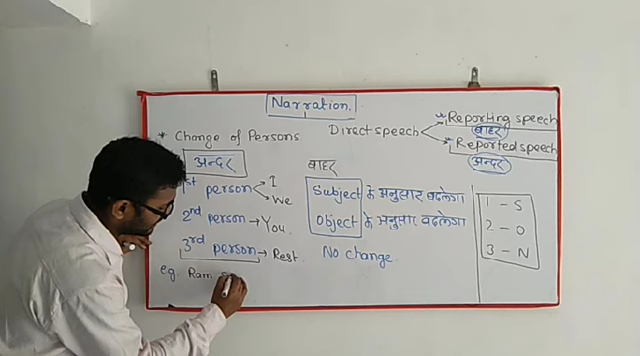 Narration.
* Change of Persons.
Direct speech
Reporting speech
बाहर
Reported speech
अन्दर
अन्दर
बाहर
1st person
I
We
Subject के अनुसार बदलेगा
2nd person → You.
Object के अनुसार बदलेगा
3rd person → Rest.
No change.
1 - S
2 - O
3 - N
eg. Ram